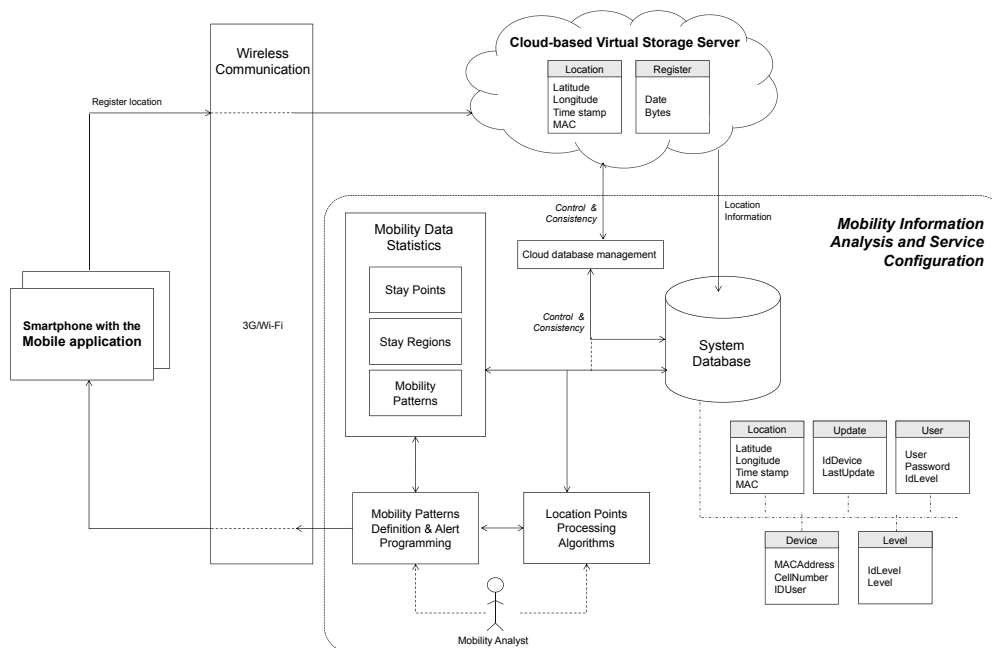 Wireless
Communication
Cloud-based Virtual Storage Server
Location
Latitude
Longitude
Time stamp
MAC
Register
Date
Bytes
Register location
Control &
Consistency
Location
Information
Mobility Information
Analysis and Service
Configuration
Mobility Data
Statistics
Stay Points
Stay Regions
Mobility
Patterns
Cloud database management
Control &
Consistency
System
Database
Smartphone with the
Mobile application
3G/Wi-Fi
Location
Latitude
Longitude
Time stamp
MAC
Update
IdDevice
LastUpdate
User
User
Password
IdLevel
Mobility Patterns
Definition & Alert
Programming
Location Points
Processing
Algorithms
Device
MACAddress
CellNumber
IDUser
Level
IdLevel
Level
Mobility Analyst